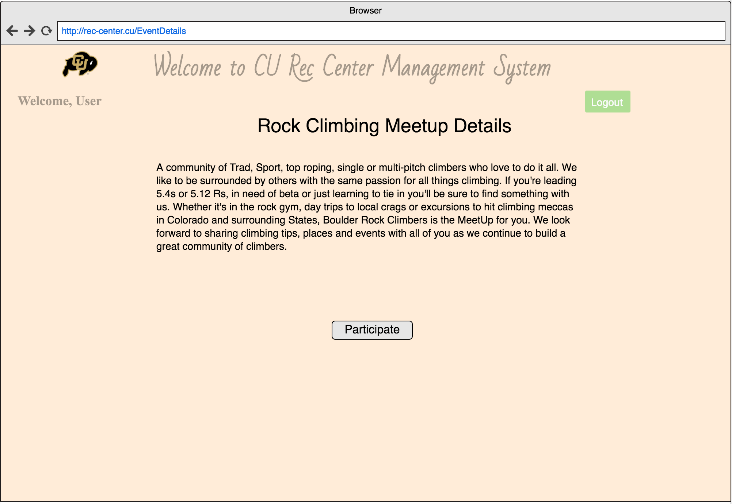 Browser
http://rec-center.cu/EventDetails
CU
Welcome to CU Rec Center Management System
Welcome, User
Logout
Rock Climbing Meetup Details
A community of Trad, Sport, top roping, single or multi-pitch climbers who love to do it all. We
like to be surrounded by others with the same passion for all things climbing. If you're leading
5.4s or 5.12 Rs, in need of beta or just learning to tie in you'll be sure to find something with
us. Whether it's in the rock gym, day trips to local crags or excursions to hit climbing meccas
in Colorado and surrounding States, Boulder Rock Climbers is the MeetUp for you. We look
forward to sharing climbing tips, places and events with all of you as we continue to build a
great community of climbers.
Participate